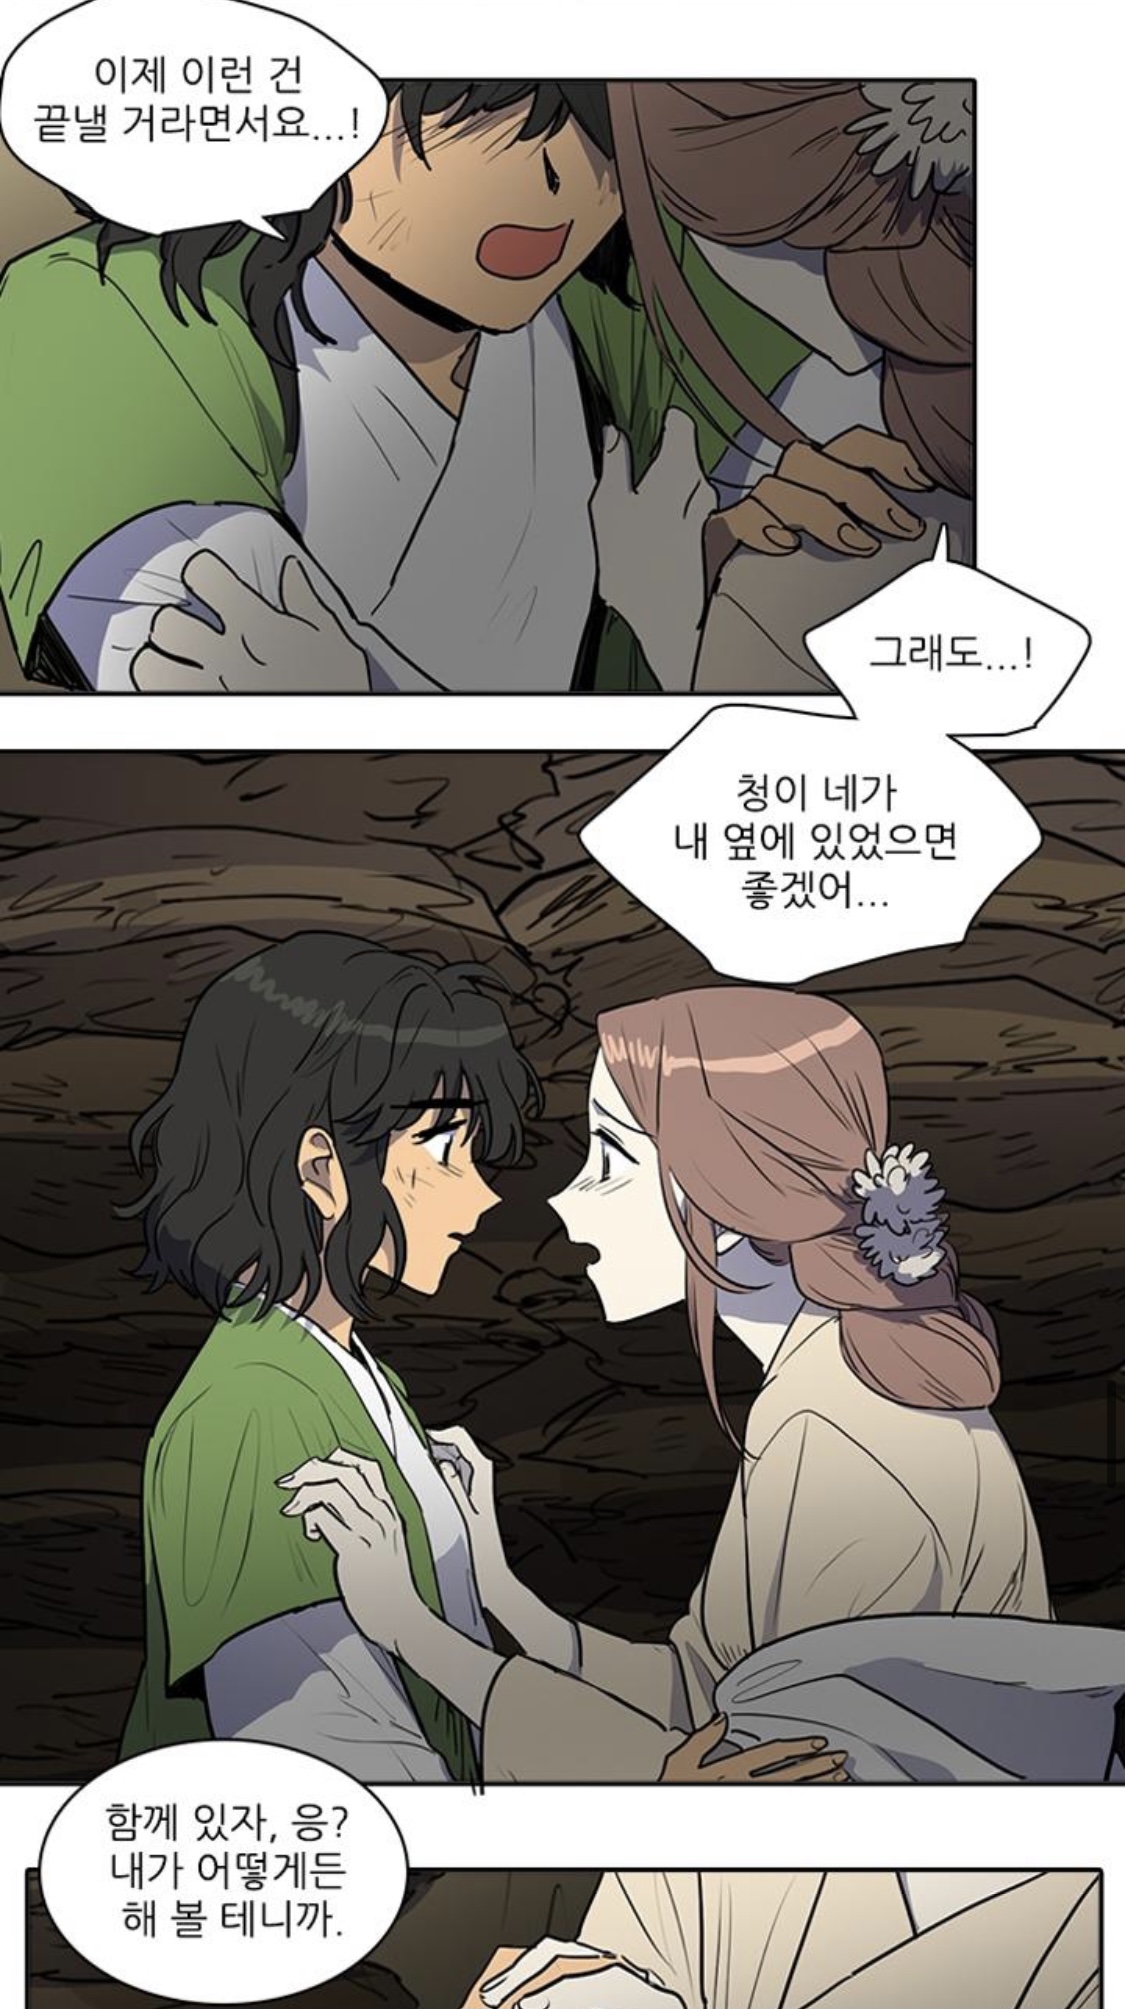 이제 이런 건
끝낼 거라면서요...!
그래도...!
청이 네가
내 옆에 있었으면
좋겠어...
함께 있자, 응?
내가 어떻게든
해 볼 테니까.